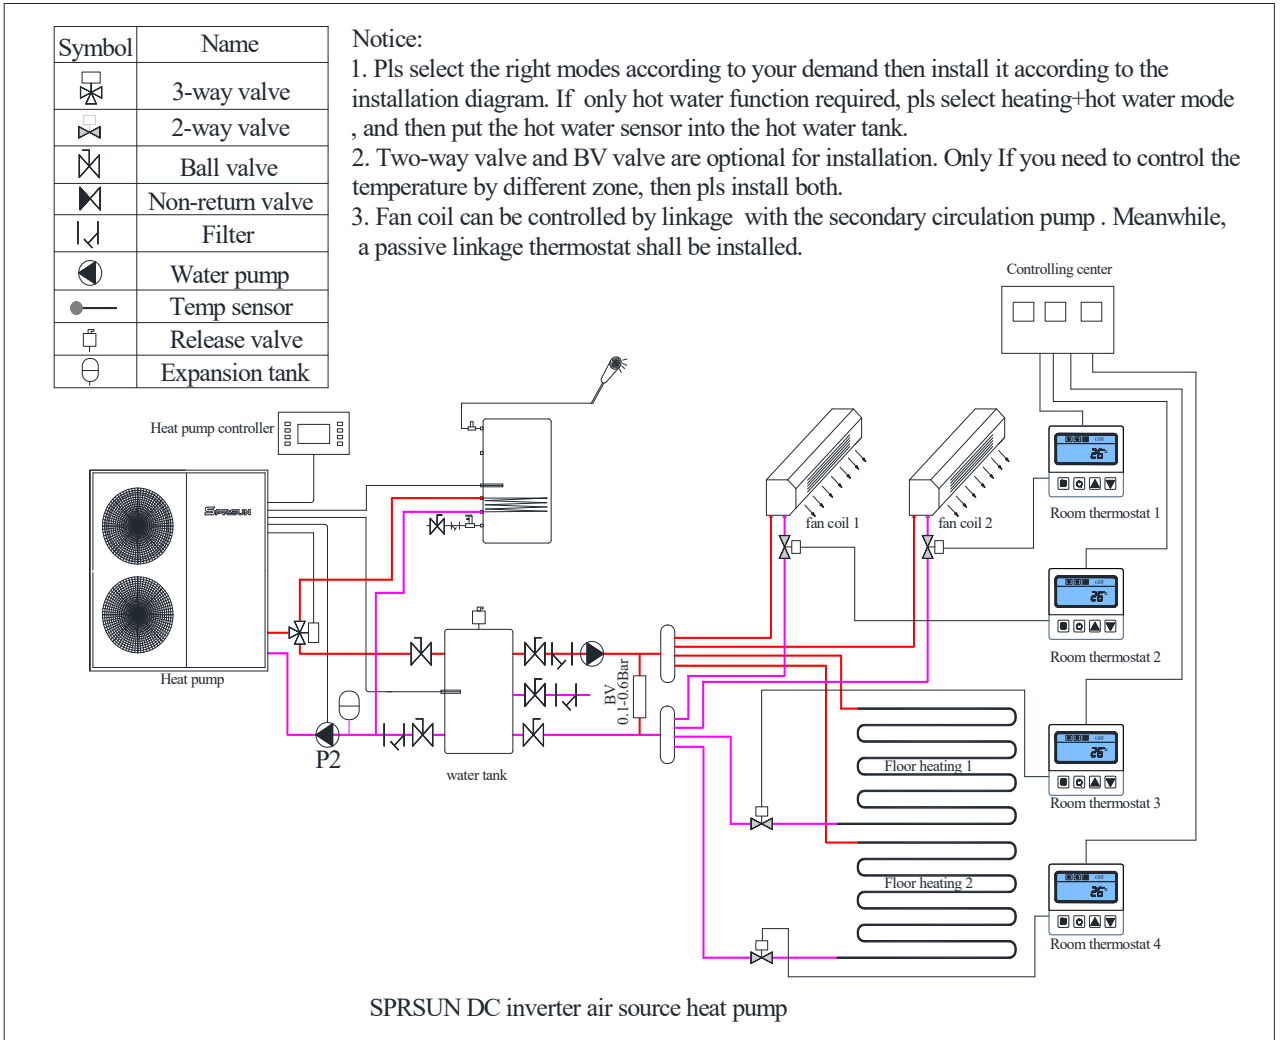 Symbol Name
3-way valve
2-way valve
Ball valve
Non-return valve
Filter
Water pump
Temp sensor
Release valve
Expansion tank
Notice:
1. Pls select the right modes according to your demand then install it according to the
installation diagram. If only hot water function required, pls select heating+hot water mode
, and then put the hot water sensor into the hot water tank.
2. Two-way valve and BV valve are optional for installation. Only If you need to control the
temperature by different zone, then pls install both.
3. Fan coil can be controlled by linkage with the secondary circulation pump . Meanwhile,
a passive linkage thermostat shall be installed.
Controlling center
Heat pump controller
SPRSUN
Heat pump
P2
water tank
BV
0.1-0.6Bar
fan coil 1
fan coil 2
OFF
26°c
Room thermostat 1
OFF
26°c
Room thermostat 2
Floor heating 1
OFF
26°c
Room thermostat 3
Floor heating 2
OFF
26°c
Room thermostat 4
SPRSUN DC inverter air source heat pump